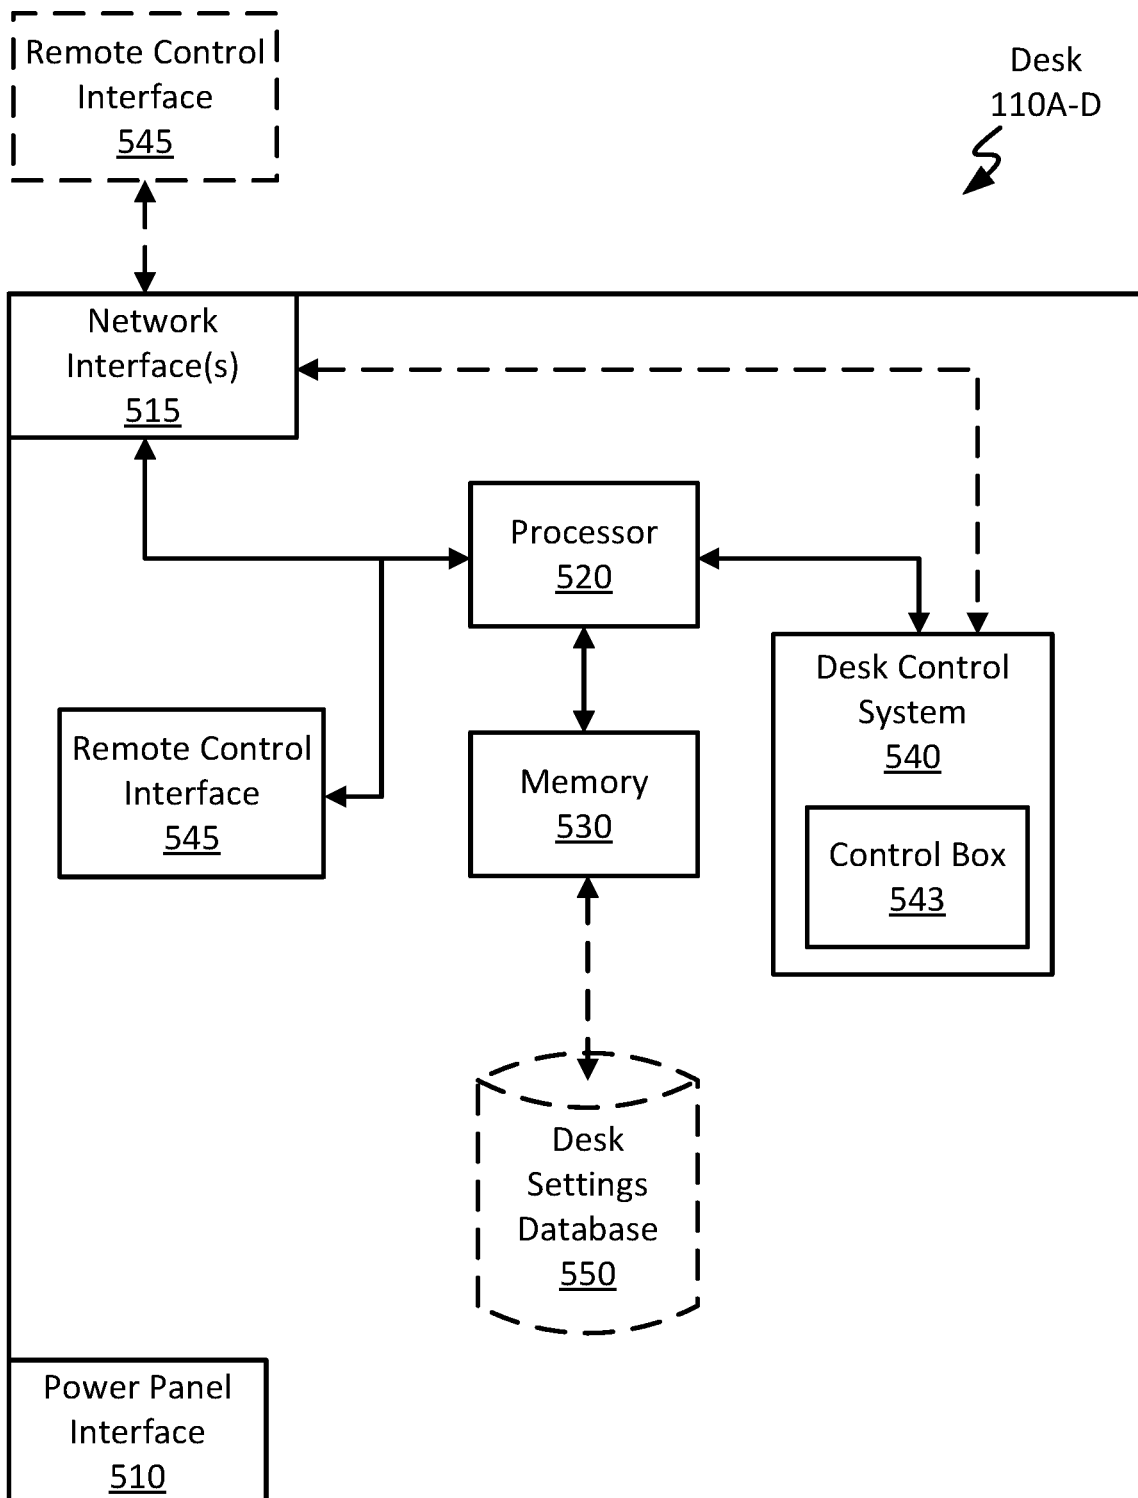 Remote Control
Interface
545
Desk
110A-D
Network
Interface(s)
515
Processor
520
Remote Control
Interface
545
Memory
530
Desk Control
System
540
Control Box
543
Desk
Settings
Database
550
Power Panel
Interface
510